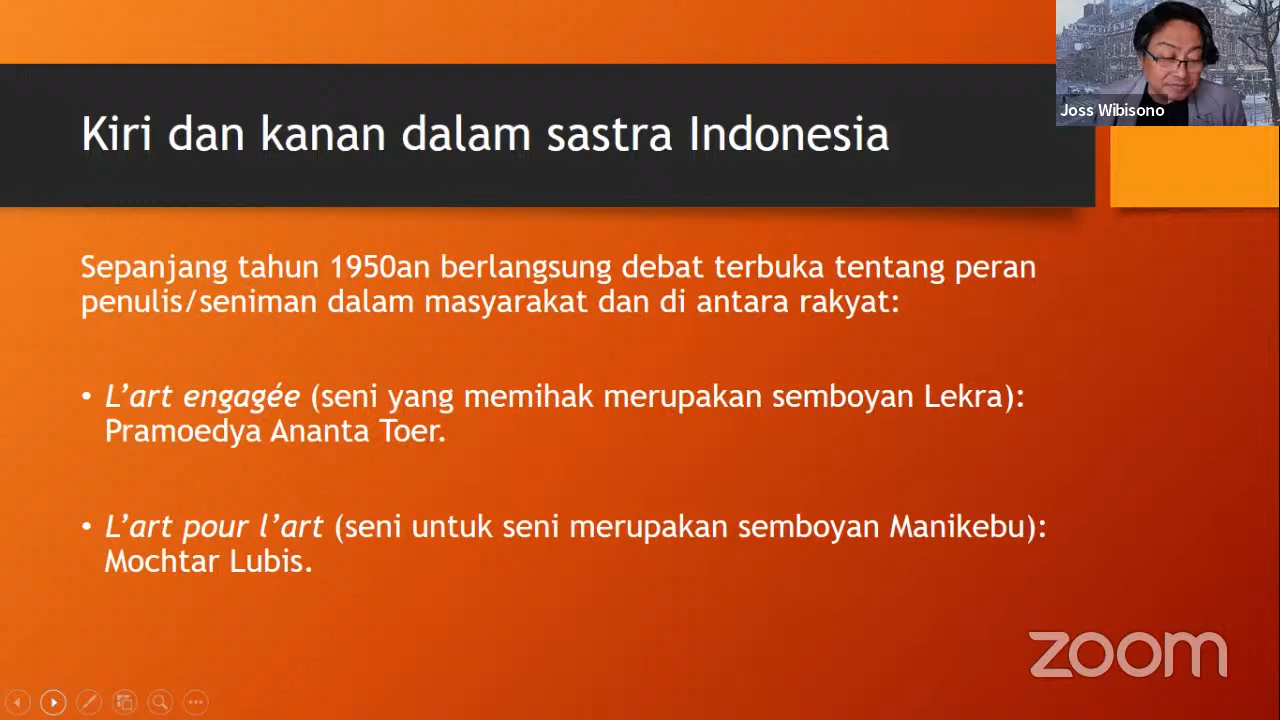 Joss Wibisono
Kiri dan kanan dalam sastra Indonesia
Sepanjang tahun 1950an berlangsung debat terbuka tentang peran
penulis/seniman dalam masyarakat dan di antara rakyat:
• L’art engagée (seni yang memihak merupakan semboyan Lekra):
Pramoedya Ananta Toer.
• L’art pour l’art (seni untuk seni merupakan semboyan Manikebu):
Mochtar Lubis.
zoom